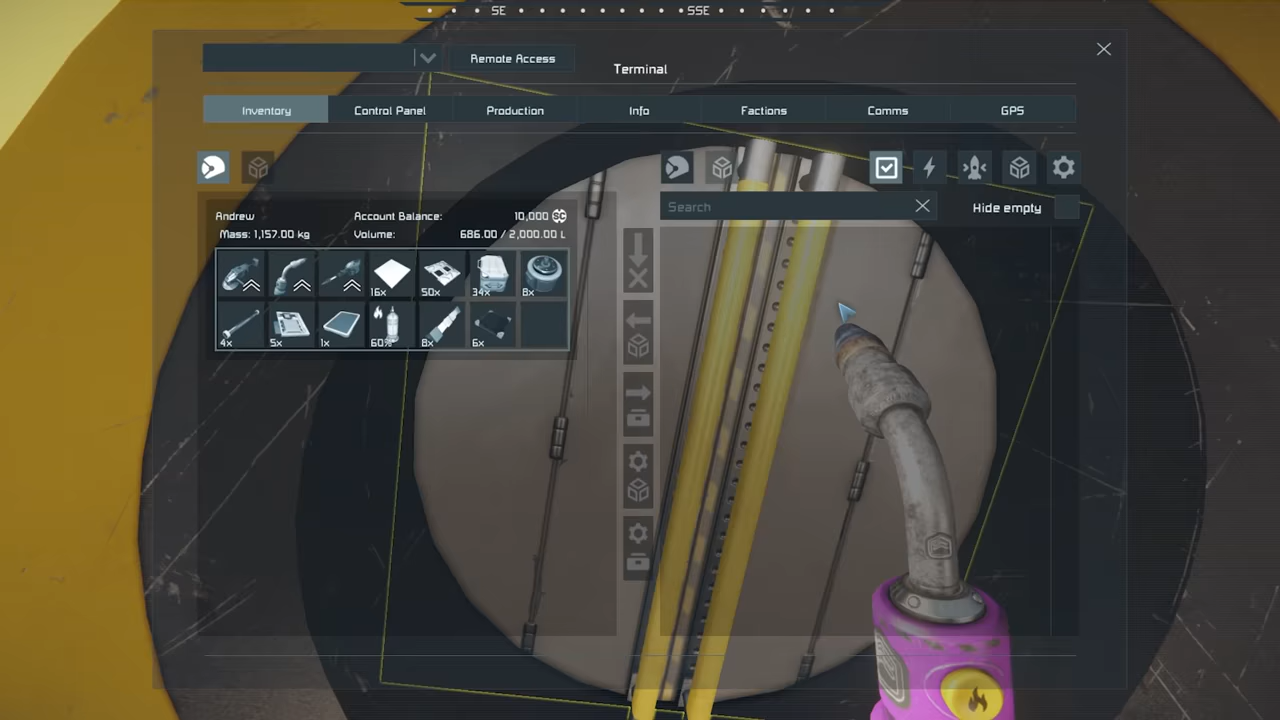 SE SSE
Remote Access
Terminal
Inventory Control Panel Production Info Factions Comms GPS
Search Hide empty
Andrew Account Balance: 10,000 SC
Mass: 1,157.00 kg Volume: 686.00 / 2,000.00 L
16x 50x 34x 8x
4x 5x 1x 60% 8x 6x